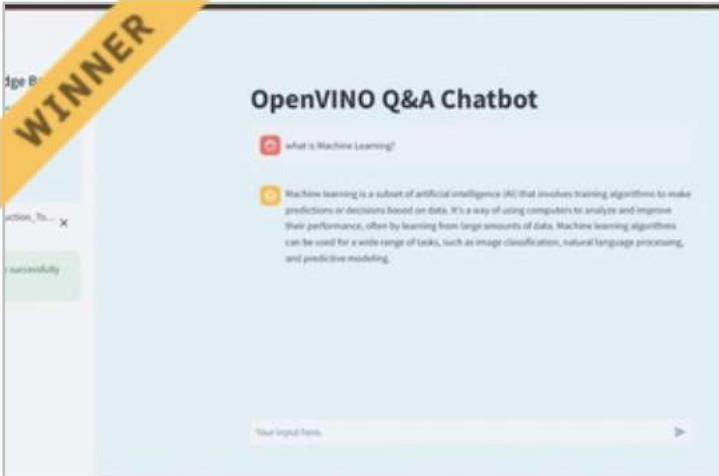 WINNER
OpenVINO Q&A Chatbot
what is Machine Learning?
Machine learning is a subset of artificial intelligence (AI) that involves training algorithms to make
predictions or decisions based on data. It's a way of using computers to analyze and improve
their performance, often by learning from large amounts of data. Machine learning algorithms
can be used for a wide range of tasks, such as image classification, natural language processing,
and predictive modeling.
uction_To... ×
successfully
Your input here.